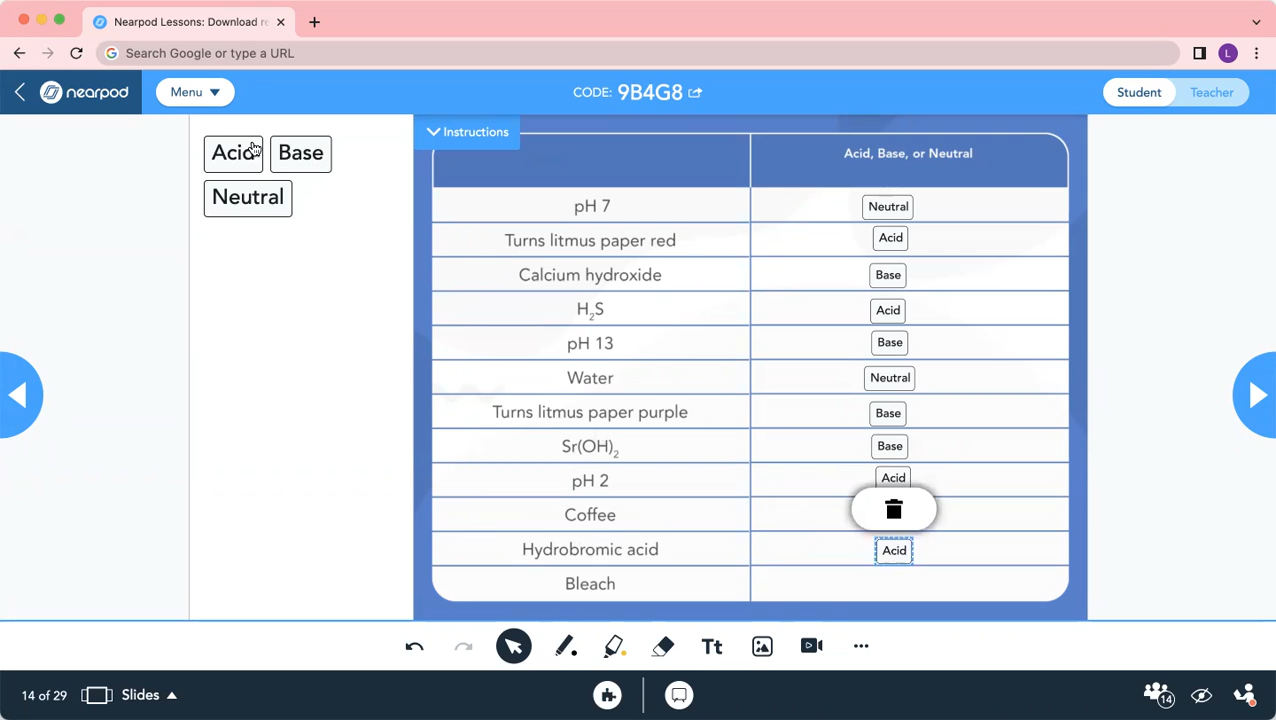 Nearpod Lessons: Download re
Search Google or type a URL
L
nearpod
Menu
CODE: 9B4G8
Student
Teacher
Acid
Base
Neutral
Instructions
Acid, Base, or Neutral
pH 7
Neutral
Turns litmus paper red
Acid
Calcium hydroxide
Base
H₂S
Acid
pH 13
Base
Water
Neutral
Turns litmus paper purple
Base
Sr(OH)₂
Base
pH 2
Acid
Coffee
Hydrobromic acid
Acid
Bleach
Tt
14 of 29
Slides
14